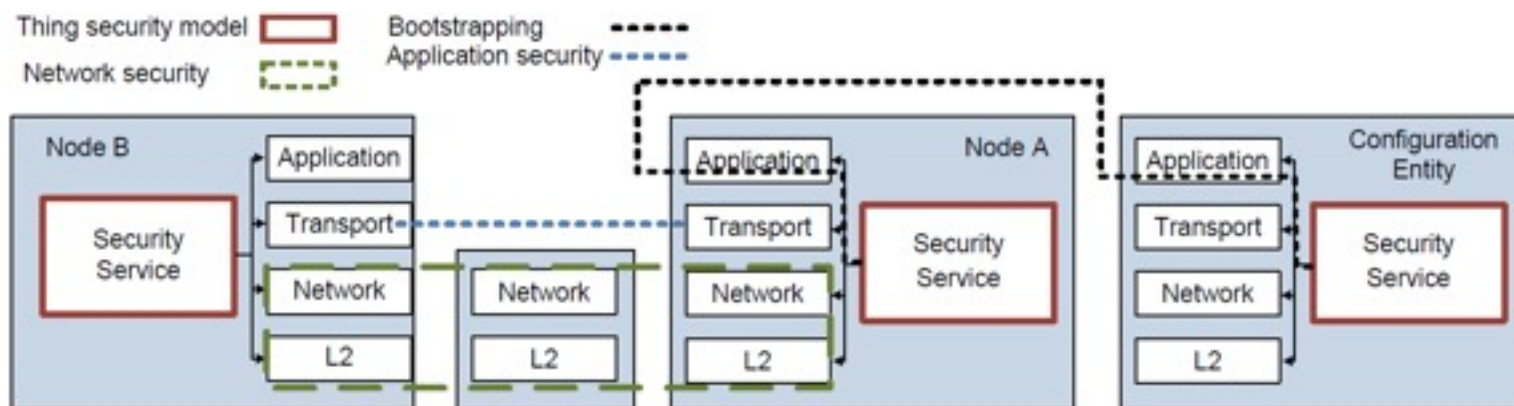 Thing security model
Bootstrapping
Application security
Network security
Node B
Application
Transport
Network
L2
Security
Service
Network
L2
Node A
Application
Transport
Network
L2
Security
Service
Configuration
Entity
Application
Transport
Network
L2
Security
Service